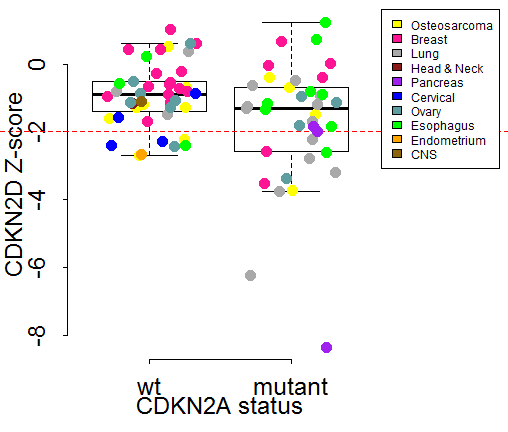 CDKN2D Z-score
0
-2
-4
-6
-8
wt
mutant
CDKN2A status
Osteosarcoma
Breast
Lung
Head & Neck
Pancreas
Cervical
Ovary
Esophagus
Endometrium
CNS